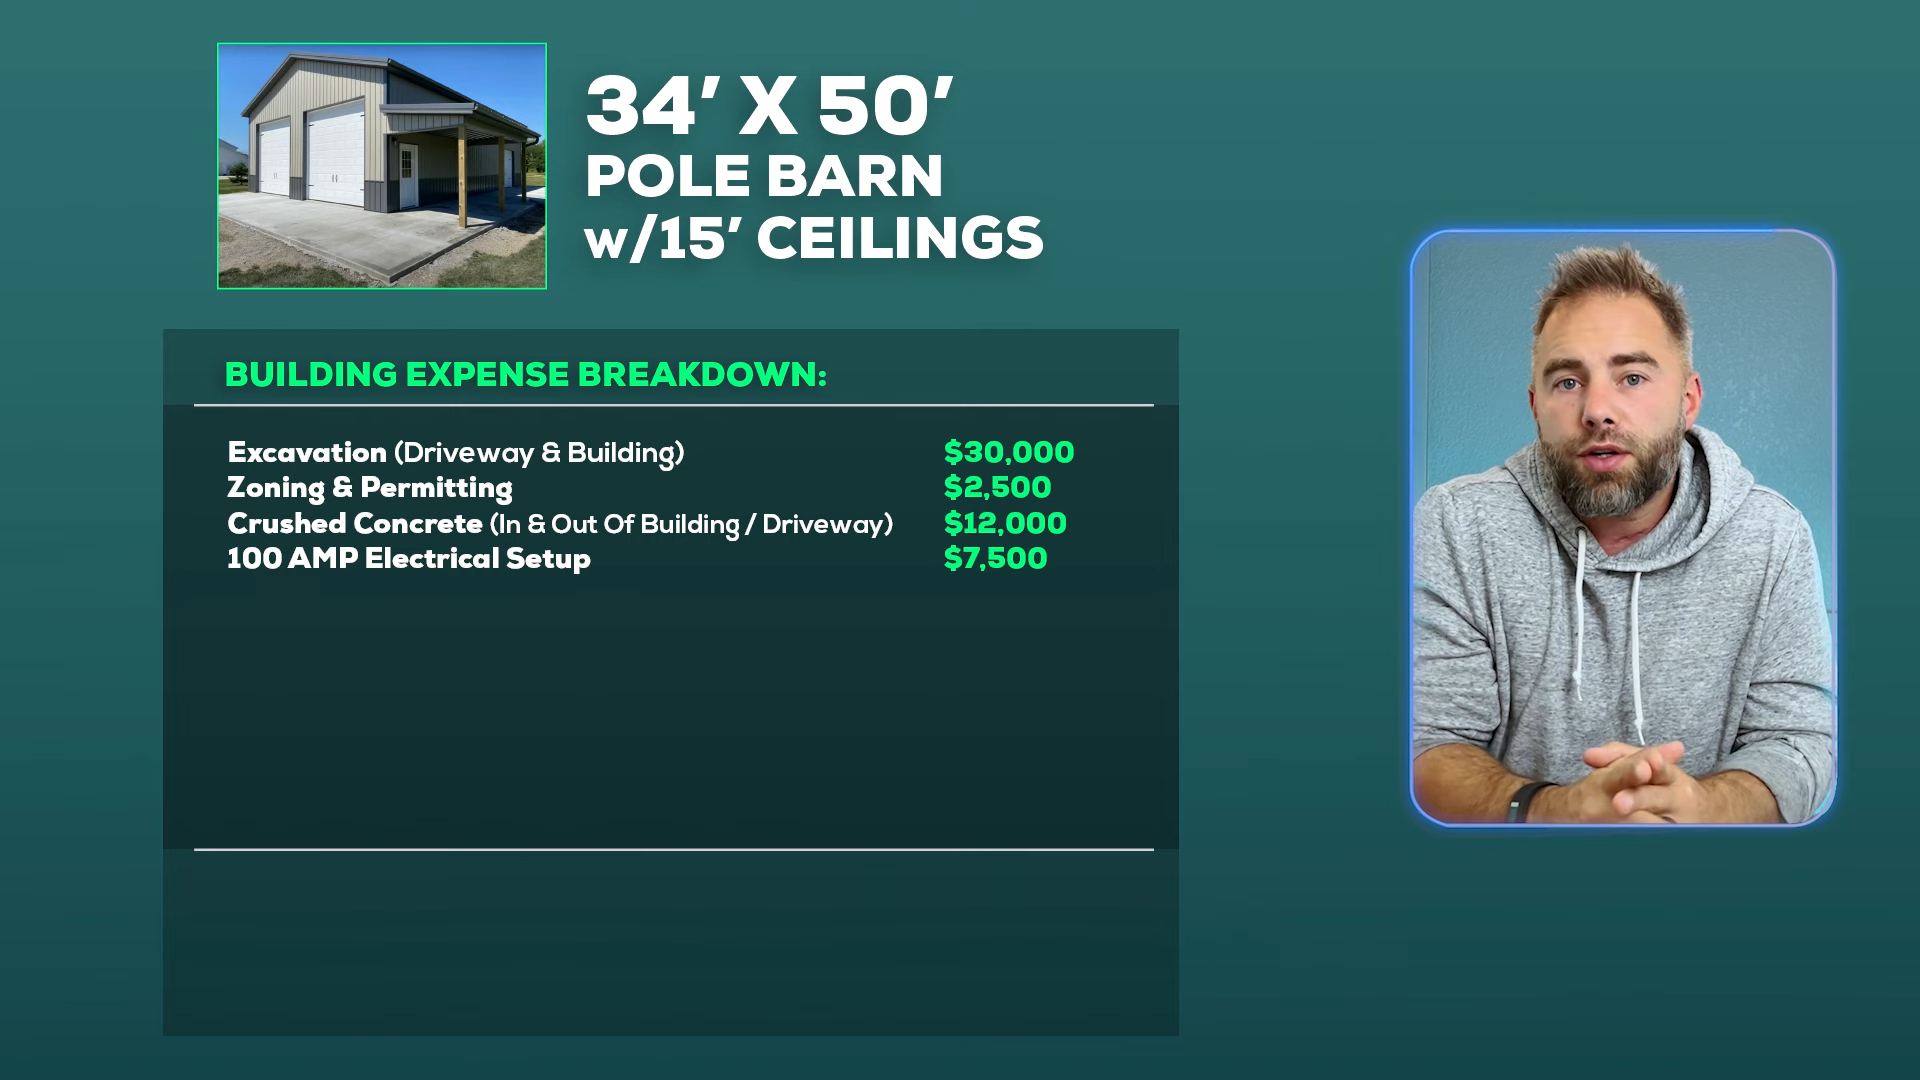 34' X 50'
POLE BARN
w/15' CEILINGS
BUILDING EXPENSE BREAKDOWN:
Excavation (Driveway & Building) $30,000
Zoning & Permitting $2,500
Crushed Concrete (In & Out Of Building / Driveway) $12,000
100 AMP Electrical Setup $7,500